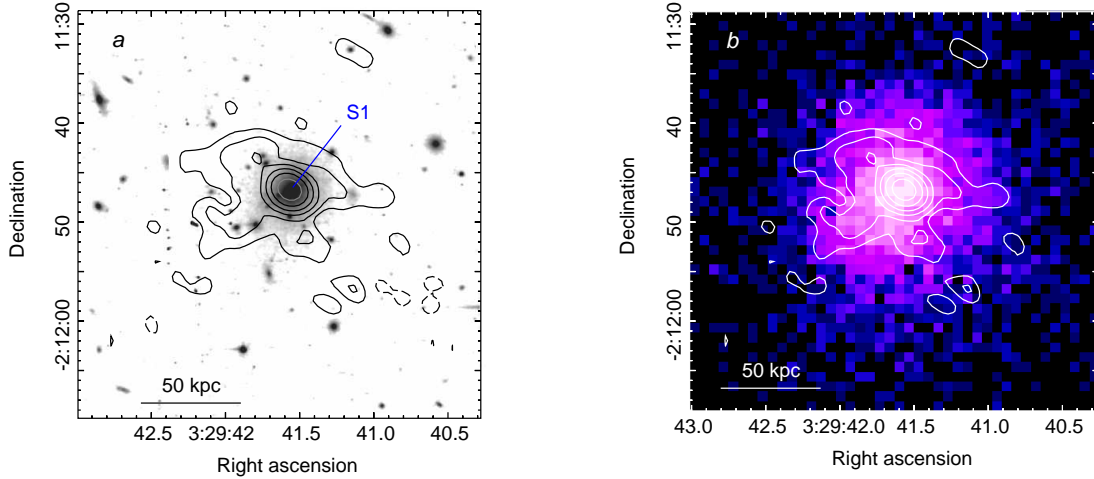 a
S1
11:30
40
50
-2:12:00
Declination
50 kpc
42.5 3:29:42 41.5 41.0 40.5
Right ascension
b
11:30
40
50
-2:12:00
Declination
50 kpc
43.0 42.5 3:29:42.0 41.5 41.0 40.5
Right ascension